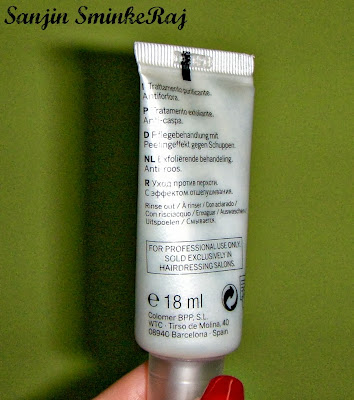 Sanjin SminkeRaj
I Trattamento purificante.
Antiforfora.
P Tratamento exfoliante.
Anti-caspa.
D Pflegebehandlung mit
Peelingeffekt gegen Schuppen.
NL Exfoliërende behandeling.
Anti roos.
R Уход против перхоти.
С эффектом отшелушивания.
Rinse out / À rinser / Con aclarado /
Con risciacquo / Enxaguar / Auswaschen /
Uitspoelen / Смывается.
FOR PROFESSIONAL USE ONLY.
SOLD EXCLUSIVELY IN
HAIRDRESSING SALONS.
e 18 ml
Colomer BPP, S.L.
WTC · Tirso de Molina, 40
08940 Barcelona · Spain